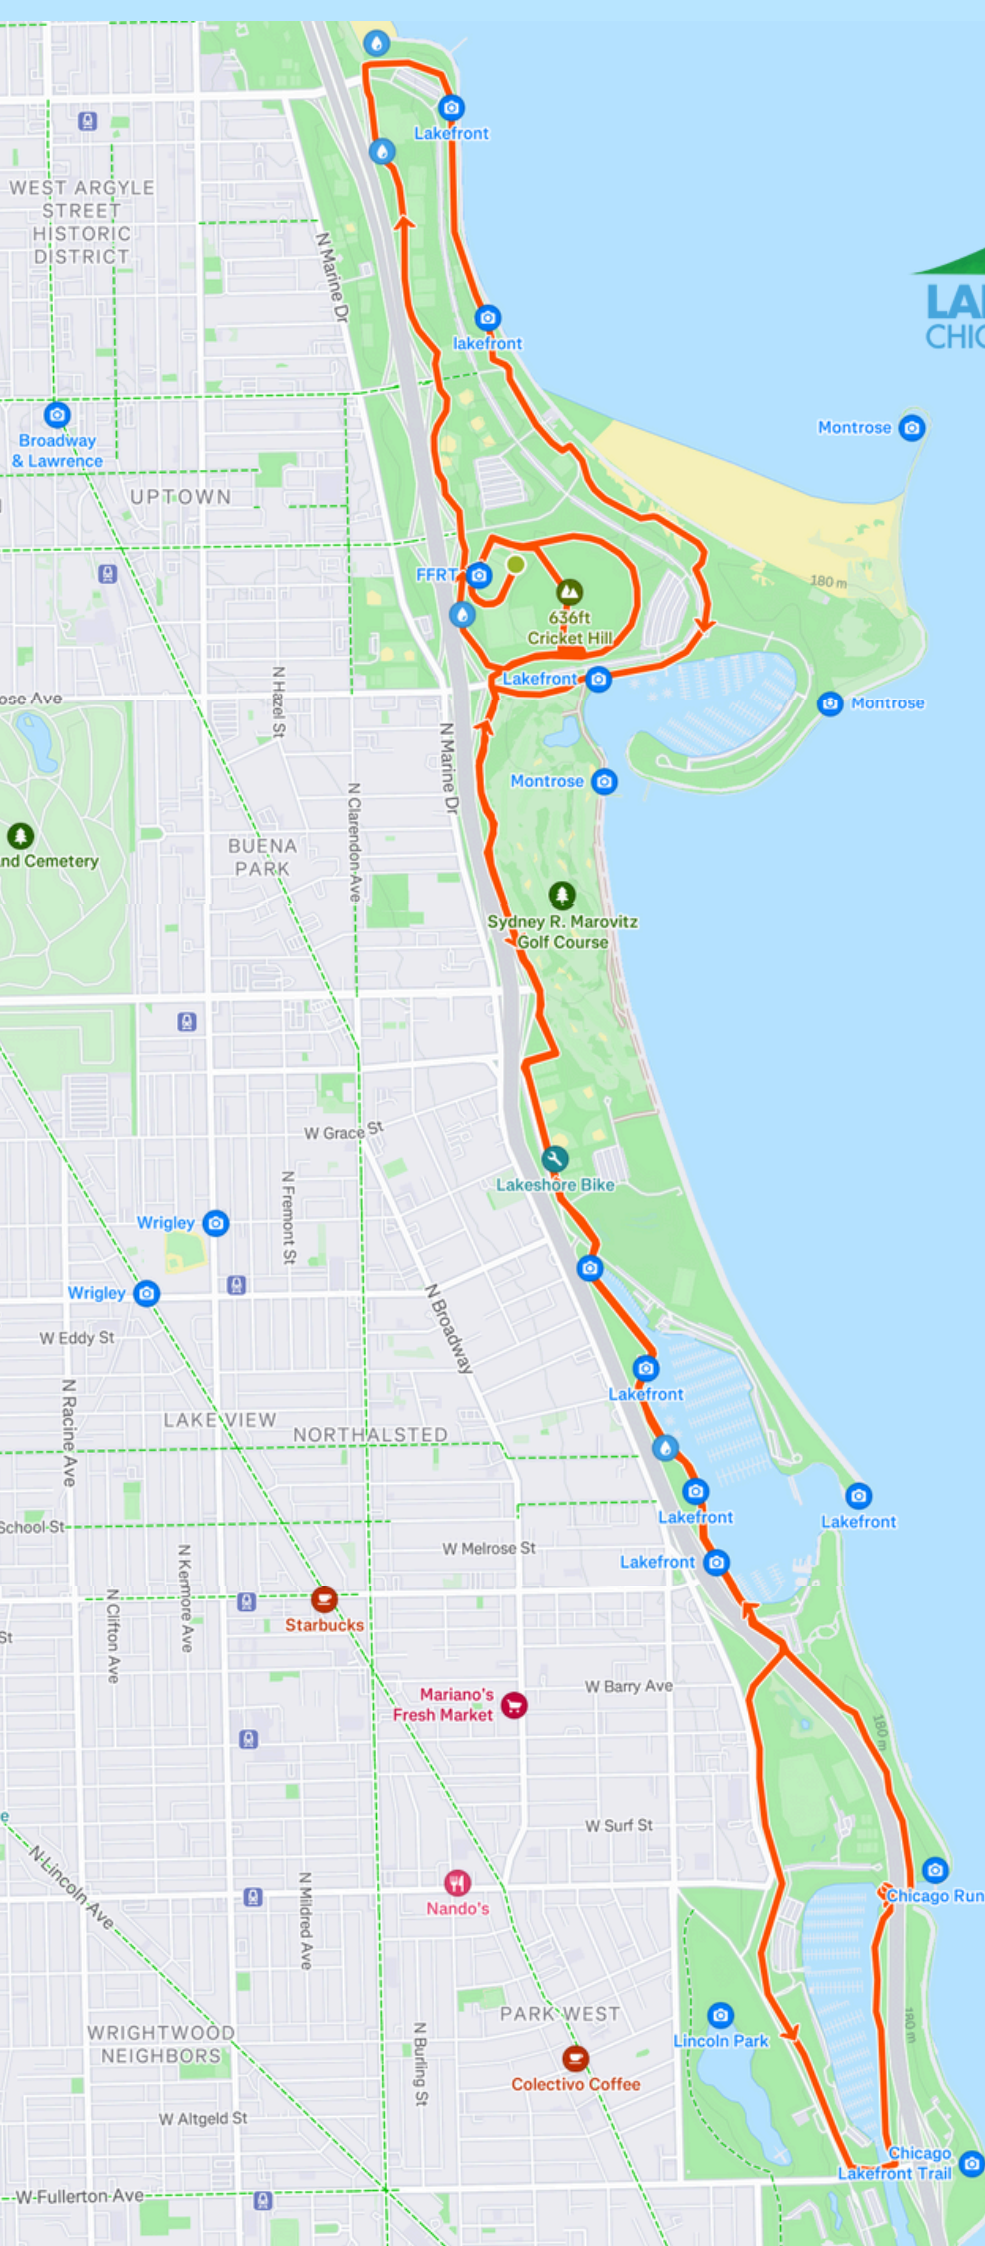 Lakefront
WEST ARGYLE
STREET
HISTORIC
DISTRICT
N Marine Dr
LA
CHIC
lakefront
Montrose
Broadway
& Lawrence
UPTOWN
FFRT
180 m
636ft
Cricket Hill
Lakefront
ose Ave
N Hazel St
Montrose
N Marine Dr
Montrose
N Clarendon Ave
BUENA
PARK
nd Cemetery
Sydney R. Marovitz
Golf Course
W Grace St
N Fremont St
Lakeshore Bike
Wrigley
Wrigley
N Broadway
W Eddy St
N Racine Ave
Lakefront
LAKE VIEW
NORTHALSTED
Lakefront
Lakefront
School St
W Melrose St
Lakefront
N Kenmore Ave
N Clifton Ave
Starbucks
St
Mariano's
Fresh Market
W Barry Ave
180 m
e
W Surf St
N Lincoln Ave
N Mildred Ave
Nando's
Chicago Run
PARK WEST
Lincoln Park
180 m
WRIGHTWOOD
NEIGHBORS
N Burling St
Colectivo Coffee
W Altgeld St
Chicago
Lakefront Trail
W Fullerton Ave